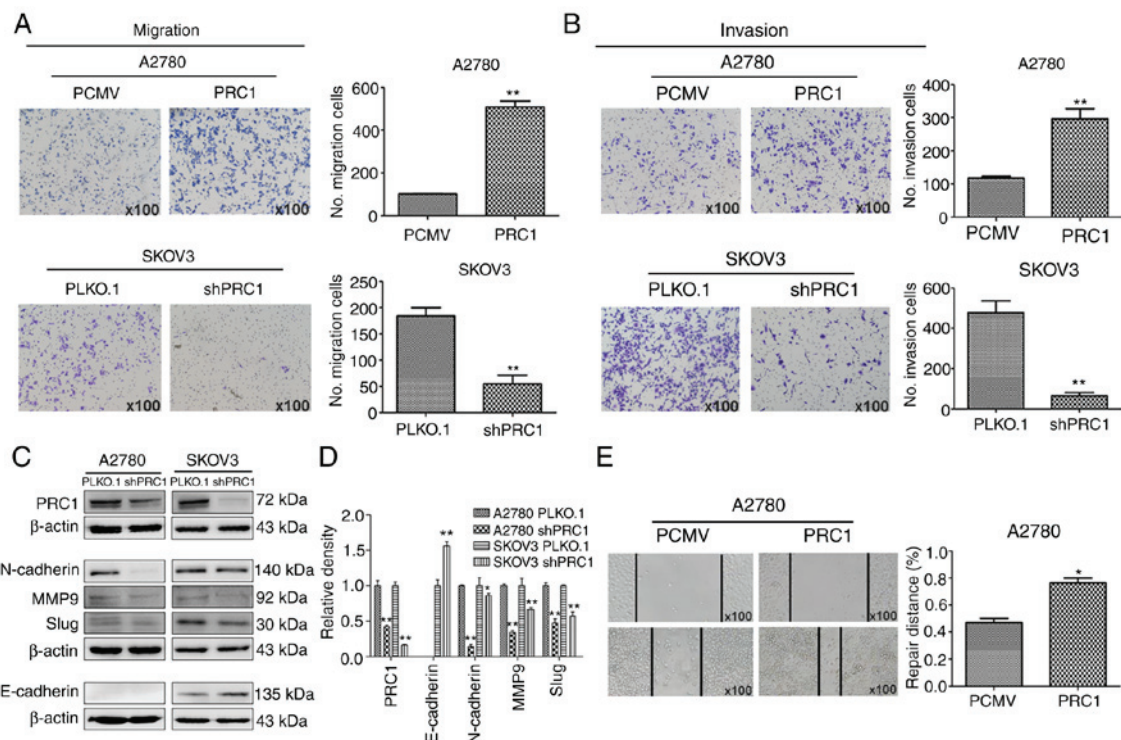 A
Migration
A2780
PCMV PRC1
x100 x100
A2780
No. migration cells
600
400
200
0
**
PCMV PRC1
SKOV3
PLKO.1 shPRC1
x100 x100
SKOV3
No. migration cells
250
200
150
100
50
0
**
PLKO.1 shPRC1
B
Invasion
A2780
PCMV PRC1
x100 x100
A2780
No. invasion cells
400
300
200
100
0
**
PCMV PRC1
SKOV3
PLKO.1 shPRC1
x100 x100
SKOV3
No. invasion cells
600
400
200
0
**
PLKO.1 shPRC1
C
A2780 SKOV3
PLKO.1 shPRC1 PLKO.1 shPRC1
PRC1 72 kDa
β-actin 43 kDa
N-cadherin 140 kDa
MMP9 92 kDa
Slug 30 kDa
β-actin 43 kDa
E-cadherin 135 kDa
β-actin 43 kDa
D
Relative density
2.0
1.5
1.0
0.5
0.0
A2780 PLKO.1
A2780 shPRC1
SKOV3 PLKO.1
SKOV3 shPRC1
** ** ** ** * ** ** ** **
PRC1
E-cadherin
N-cadherin
MMP9
Slug
E
A2780
PCMV PRC1
x100 x100
x100 x100
A2780
Repair distance (%)
1.0
0.8
0.6
0.4
0.2
0.0
*
PCMV PRC1